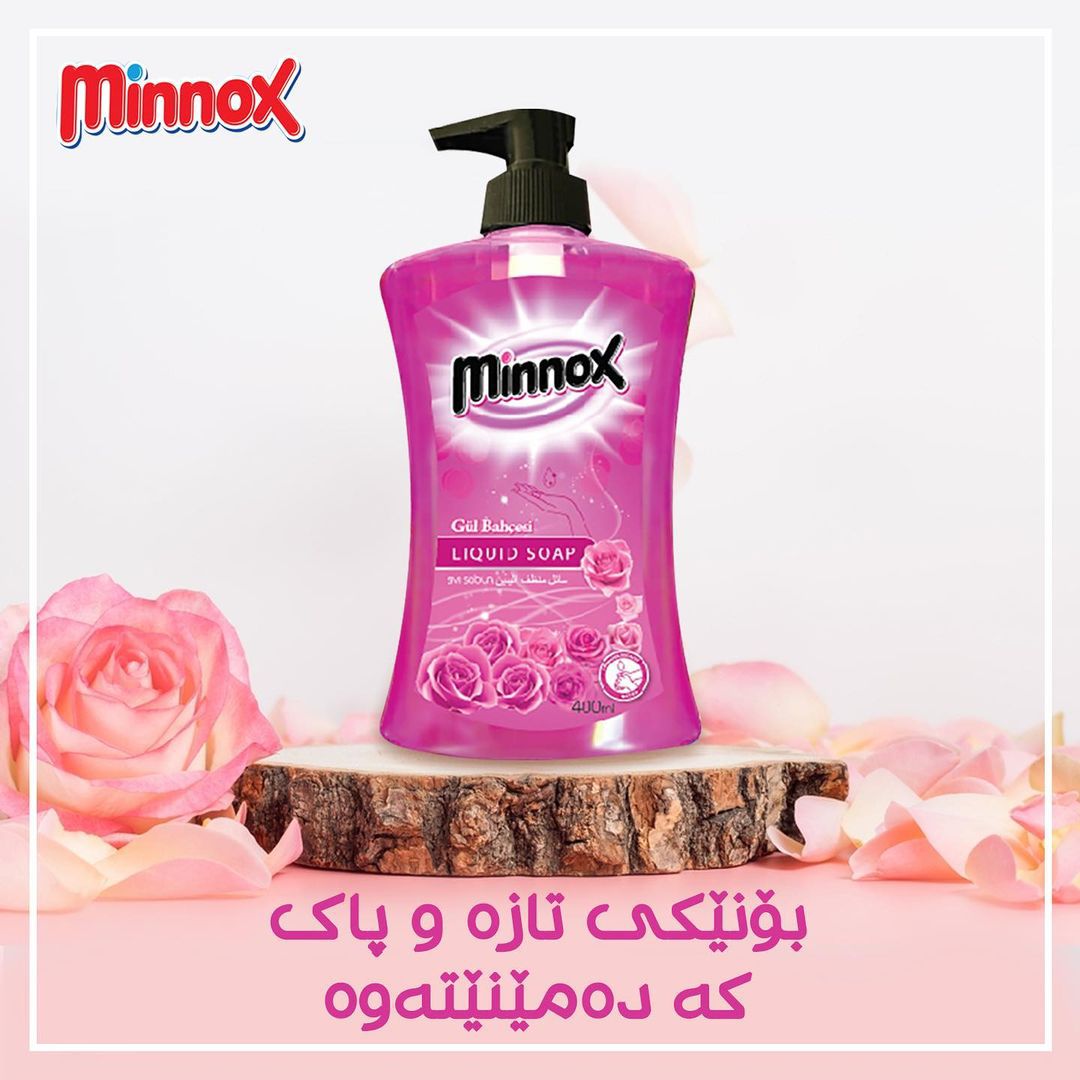 Minnox
Minnox
Gül Bahçesi
LIQUID SOAP
sıvı sabun سائل منظف اليدين
400ml
بۆنێکی تازە و پاک
کە دەمێنێتەوە